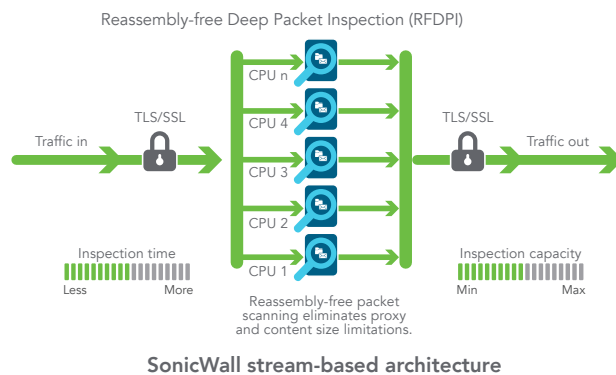 Reassembly-free Deep Packet Inspection (RFDPI)
CPU n
TLS/SSL
CPU 4
TLS/SSL
Traffic in
Traffic out
CPU 3
CPU 2
Inspection time
Less
More
CPU 1
Inspection capacity
Min
Max
Reassembly-free packet
scanning eliminates proxy
and content size limitations.
SonicWall stream-based architecture